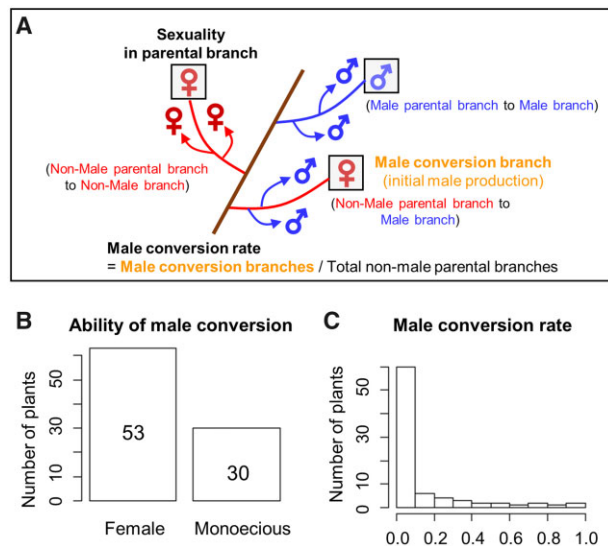 A
Sexuality
in parental branch
♀
♀ ♀
♂ ♂
♂
(Male parental branch to Male branch)
(Non-Male parental branch
to Non-Male branch)
Male conversion branch
(initial male production)
♀
♂
♂
(Non-Male parental branch to
Male branch)
Male conversion rate
= Male conversion branches / Total non-male parental branches
B Ability of male conversion
Number of plants
0 10 30 50
53
30
Female Monoecious
C Male conversion rate
Number of plants
0 10 30 50
0.0 0.2 0.4 0.6 0.8 1.0